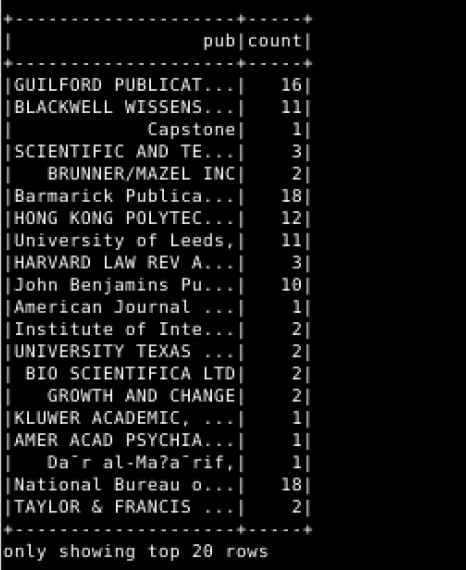 +--------------------+-----+
|                 pub|count|
+--------------------+-----+
|GUILFORD PUBLICAT...|   16|
|BLACKWELL WISSENS...|   11|
|            Capstone|    1|
|SCIENTIFIC AND TE...|    3|
|   BRUNNER/MAZEL INC|    2|
|Barmarick Publica...|   18|
|HONG KONG POLYTEC...|   12|
|University of Leeds,|   11|
|HARVARD LAW REV A...|    3|
|John Benjamins Pu...|   10|
|American Journal ...|    1|
|Institute of Inte...|    2|
|UNIVERSITY TEXAS ...|    2|
| BIO SCIENTIFICA LTD|    2|
|   GROWTH AND CHANGE|    2|
|KLUWER ACADEMIC, ...|    1|
|AMER ACAD PSYCHIA...|    1|
|   Da¯r al-Ma?a¯rif,|    1|
|National Bureau o...|   18|
|TAYLOR & FRANCIS ...|    2|
+--------------------+-----+
only showing top 20 rows